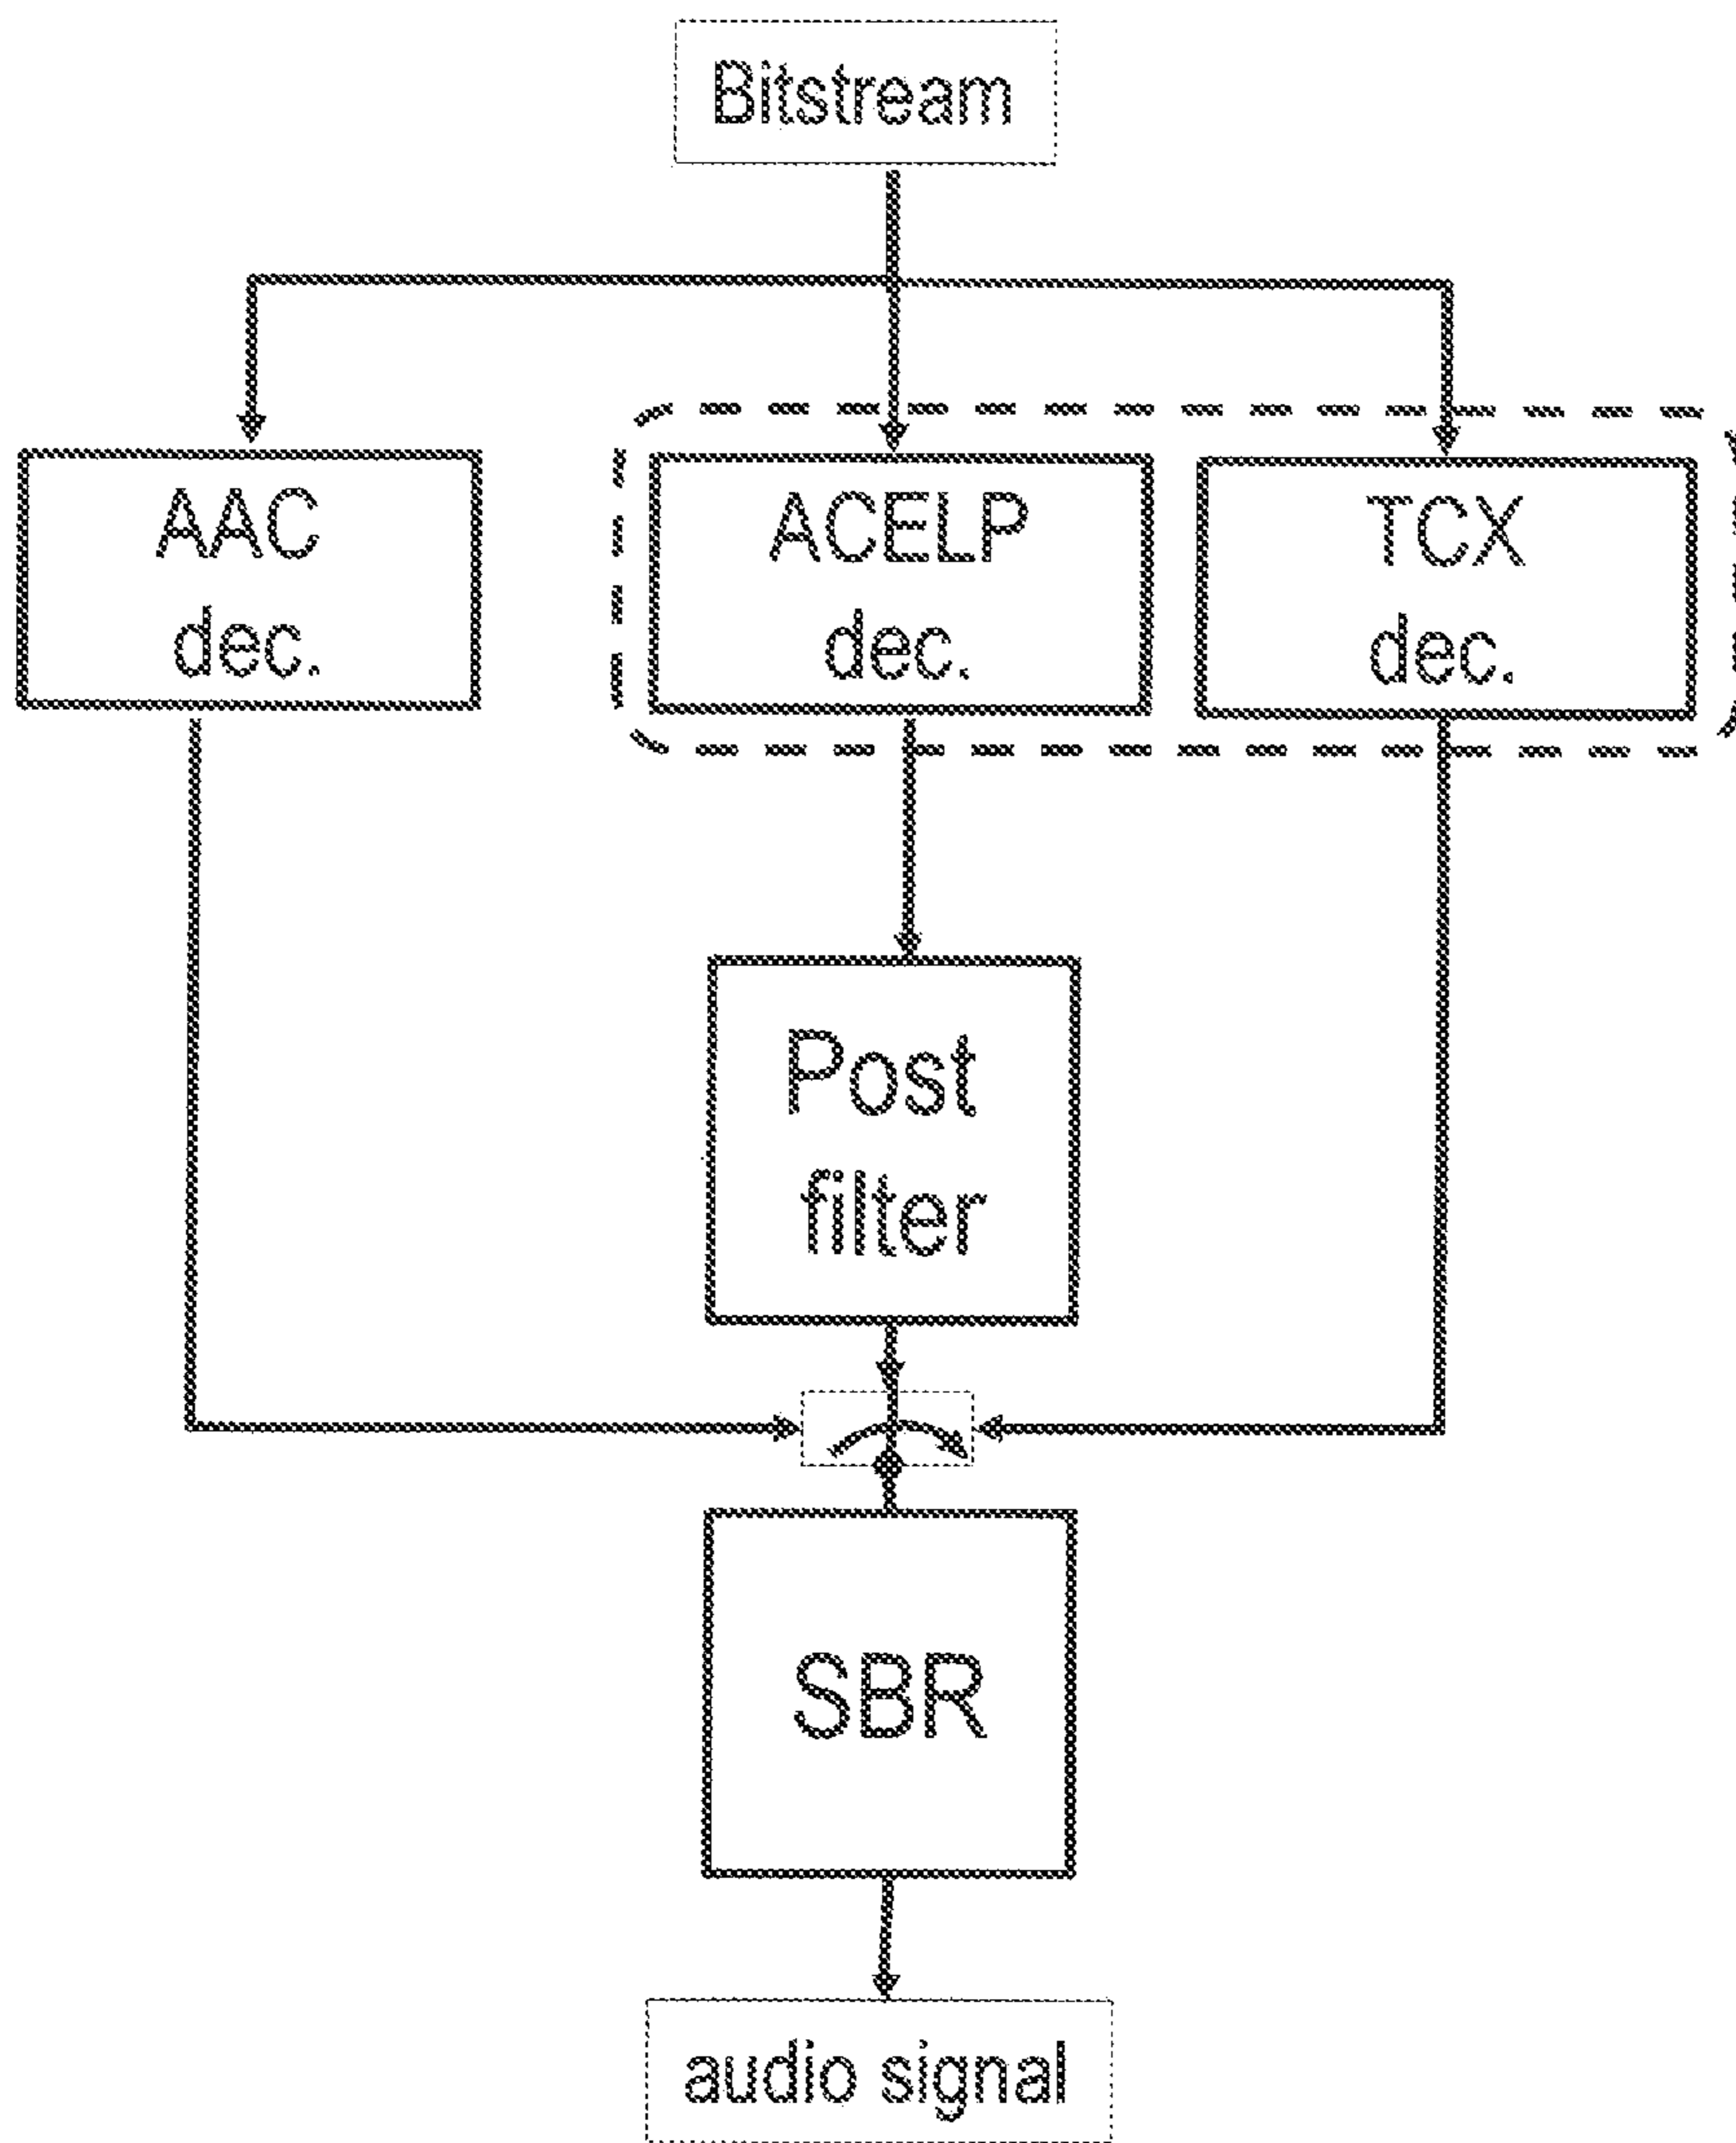 Bitstream
AAC
dec.
ACELP
dec.
TCX
dec.
Post
filter
SBR
audio signal